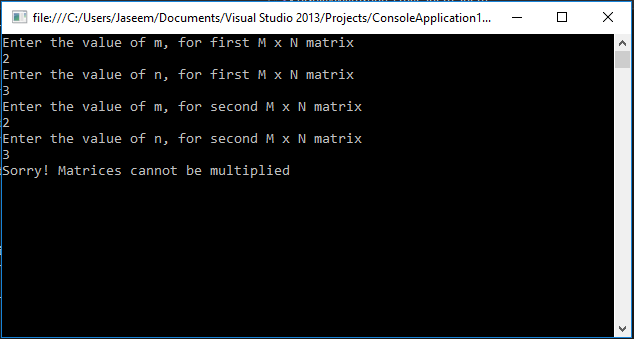 file:///C:/Users/Jaseem/Documents/Visual Studio 2013/Projects/ConsoleApplication1...
Enter the value of m, for first M x N matrix
2
Enter the value of n, for first M x N matrix
3
Enter the value of m, for second M x N matrix
2
Enter the value of n, for second M x N matrix
3
Sorry! Matrices cannot be multiplied